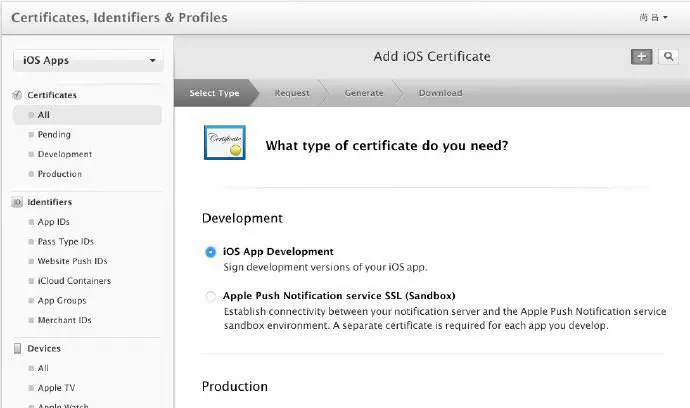 Certificates, Identifiers & Profiles
尚 吕
iOS Apps
Add iOS Certificate
Certificates
All
Pending
Development
Production
Identifiers
App IDs
Pass Type IDs
Website Push IDs
iCloud Containers
App Groups
Merchant IDs
Devices
All
Apple TV
Apple Watch
Select Type
Request
Generate
Download
Certificate
What type of certificate do you need?
Development
iOS App Development
Sign development versions of your iOS app.
Apple Push Notification service SSL (Sandbox)
Establish connectivity between your notification server and the Apple Push Notification service
sandbox environment. A separate certificate is required for each app you develop.
Production